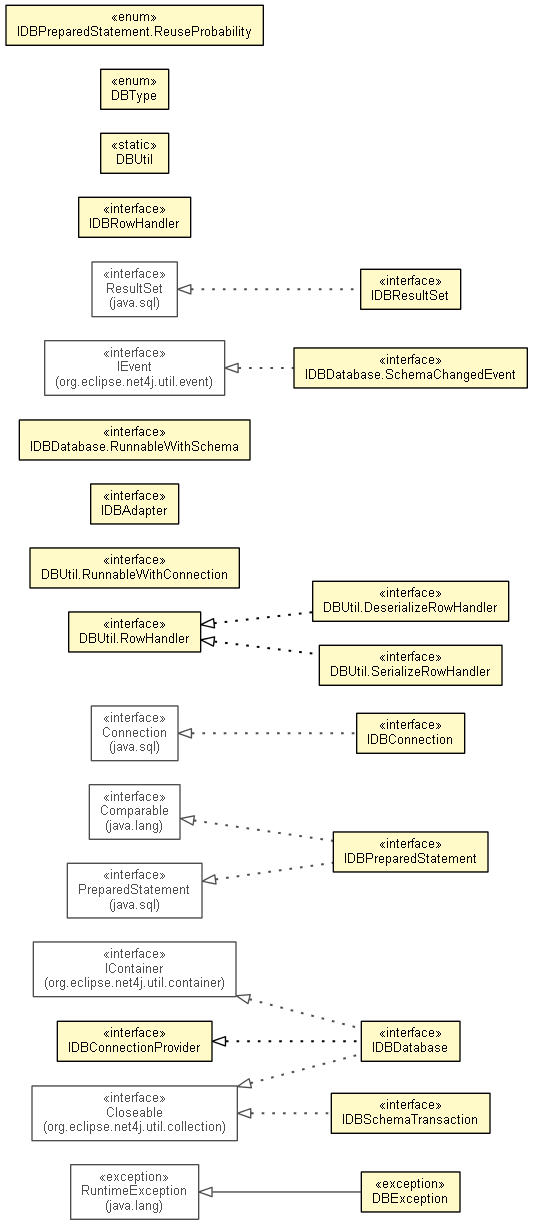 «enum»
IDBPreparedStatement.ReuseProbability
«enum»
DBType
«static»
DBUtil
«interface»
IDBRowHandler
«interface»
ResultSet
(java.sql)
«interface»
IDBResultSet
«interface»
IEvent
(org.eclipse.net4j.util.event)
«interface»
IDBDatabase.SchemaChangedEvent
«interface»
IDBDatabase.RunnableWithSchema
«interface»
IDBAdapter
«interface»
DBUtil.RunnableWithConnection
«interface»
DBUtil.RowHandler
«interface»
DBUtil.DeserializeRowHandler
«interface»
DBUtil.SerializeRowHandler
«interface»
Connection
(java.sql)
«interface»
IDBConnection
«interface»
Comparable
(java.lang)
«interface»
IDBPreparedStatement
«interface»
PreparedStatement
(java.sql)
«interface»
IContainer
(org.eclipse.net4j.util.container)
«interface»
IDBConnectionProvider
«interface»
IDBDatabase
«interface»
Closeable
(org.eclipse.net4j.util.collection)
«interface»
IDBSchemaTransaction
«exception»
RuntimeException
(java.lang)
«exception»
DBException